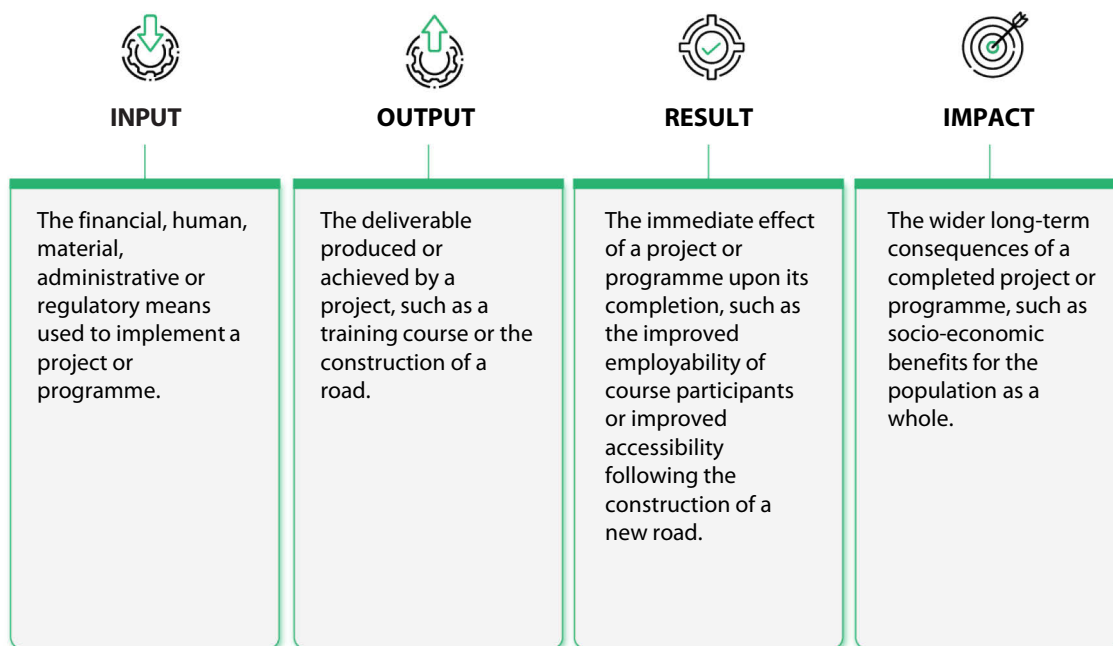 INPUT
The financial, human,
material,
administrative or
regulatory means
used to implement a
project or
programme.
OUTPUT
The deliverable
produced or
achieved by a
project, such as a
training course or the
construction of a
road.
RESULT
The immediate effect
of a project or
programme upon its
completion, such as
the improved
employability of
course participants
or improved
accessibility
following the
construction of a
new road.
IMPACT
The wider long-term
consequences of a
completed project or
programme, such as
socio-economic
benefits for the
population as a
whole.